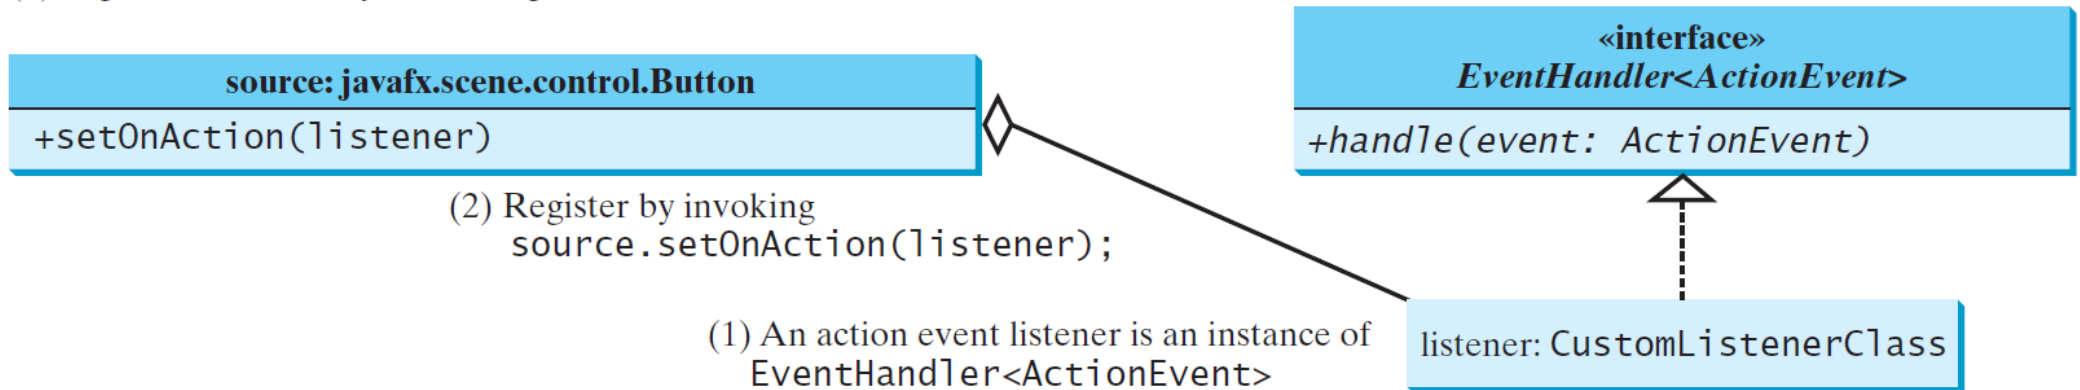 source: javafx.scene.control.Button
+setOnAction(listener)
«interface»
EventHandler<ActionEvent>
+handle(event: ActionEvent)
(2) Register by invoking
source.setOnAction(listener);
(1) An action event listener is an instance of
EventHandler<ActionEvent>
listener: CustomListenerClass